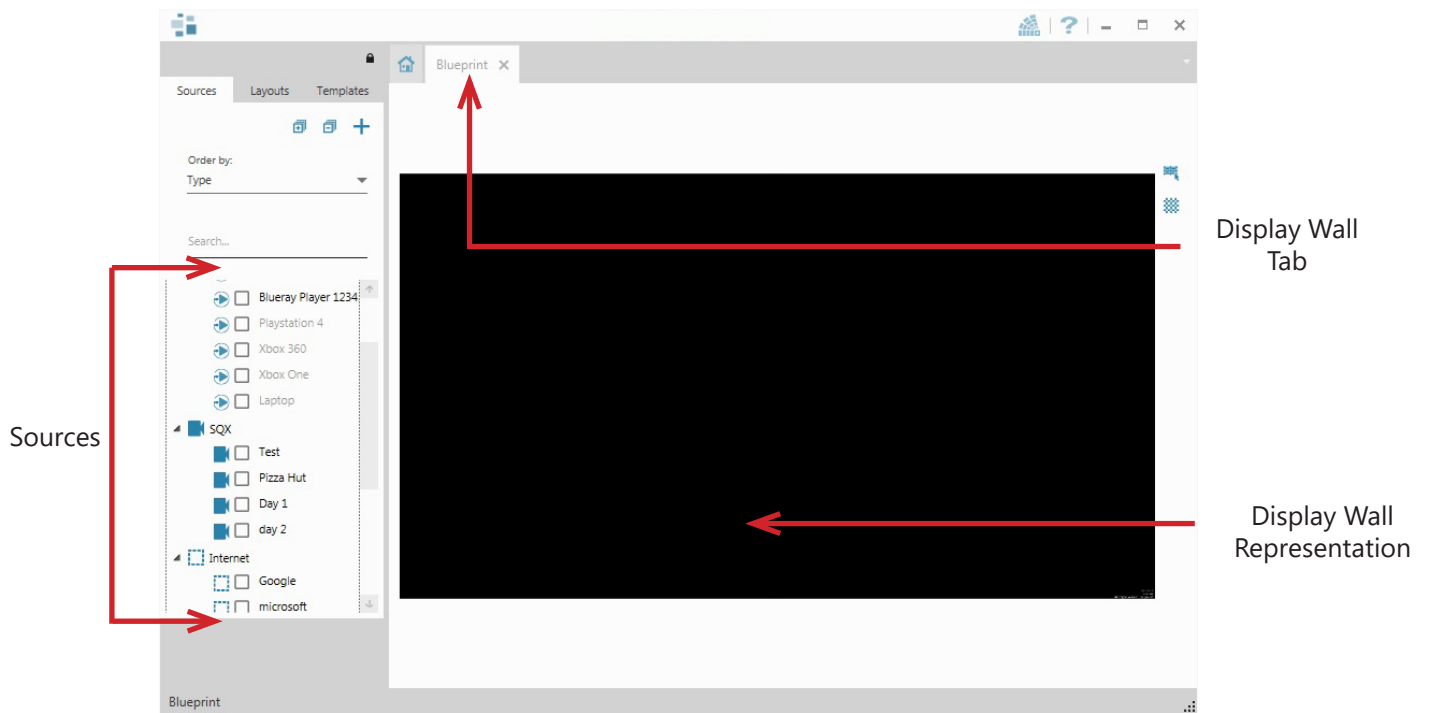 ?
Blueprint
Sources Layouts Templates
Order by:
Type
Search...
Blueray Player 1234
Playstation 4
Xbox 360
Xbox One
Laptop
SQX
Test
Pizza Hut
Day 1
day 2
Internet
Google
microsoft
Blueprint
Sources
Display Wall
Tab
Display Wall
Representation